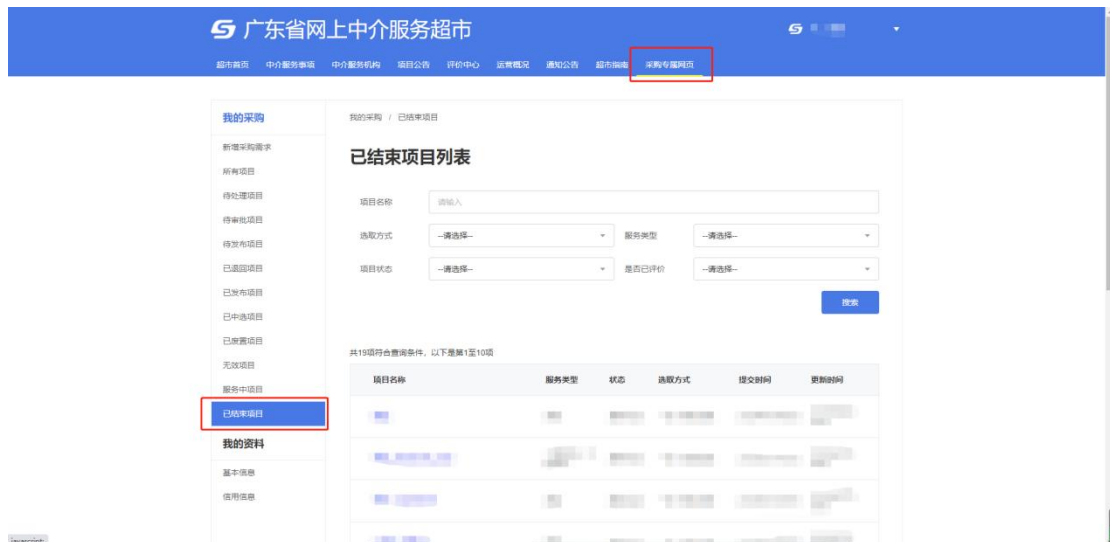 广东省网上中介服务超市
超市首页 中介服务事项 中介服务机构 项目公告 评价中心 运营概况 通知公告 超市指南 采购专属网页
我的采购
新增采购需求
所有项目
待处理项目
待审批项目
待发布项目
已退回项目
已发布项目
已中选项目
已废置项目
无效项目
服务中项目
已结束项目
我的资料
基本信息
信用信息
我的采购 / 已结束项目
已结束项目列表
项目名称 请输入
选取方式 --请选择-- 服务类型 --请选择--
项目状态 --请选择-- 是否已评价 --请选择--
搜索
共19项符合查询条件，以下是第1至10项
项目名称 服务类型 状态 选取方式 提交时间 更新时间